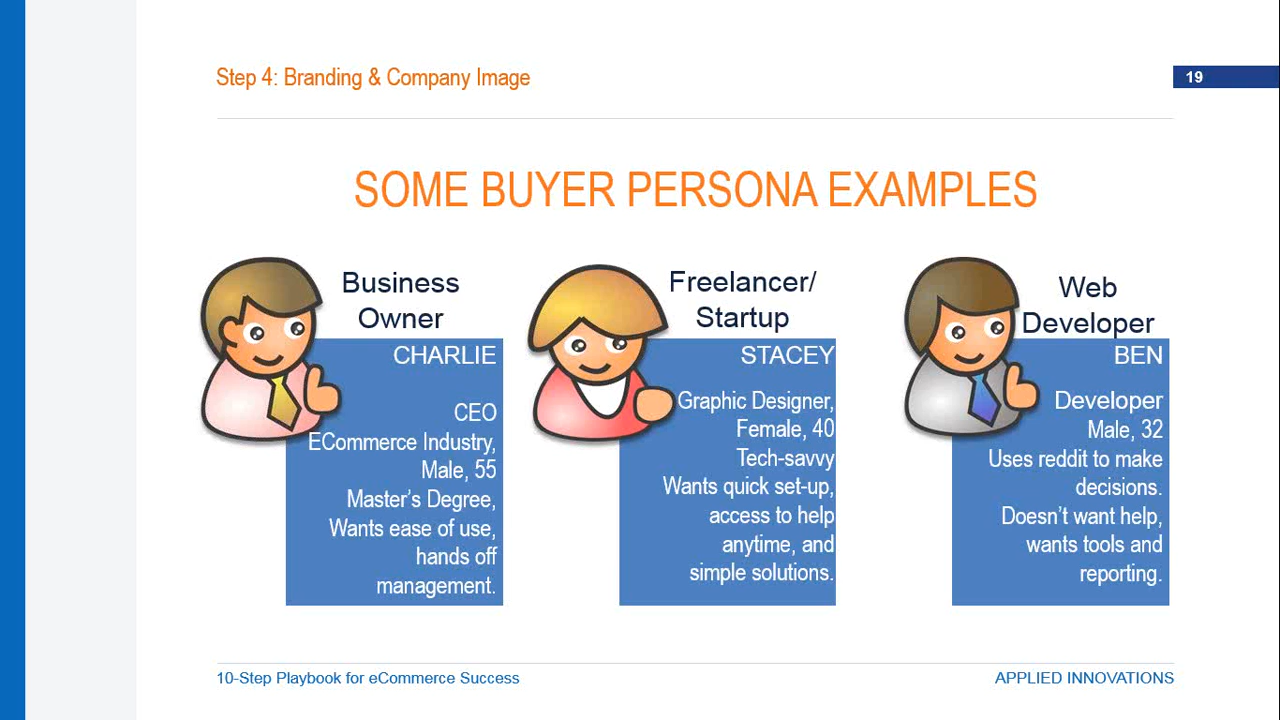 Step 4: Branding & Company Image
19
SOME BUYER PERSONA EXAMPLES
Business
Owner
CHARLIE
CEO
ECommerce Industry,
Male, 55
Master's Degree,
Wants ease of use,
hands off
management.
Freelancer/
Startup
STACEY
Graphic Designer,
Female, 40
Tech-savvy
Wants quick set-up,
access to help
anytime, and
simple solutions.
Web
Developer
BEN
Developer
Male, 32
Uses reddit to make
decisions.
Doesn't want help,
wants tools and
reporting.
10-Step Playbook for eCommerce Success
APPLIED INNOVATIONS